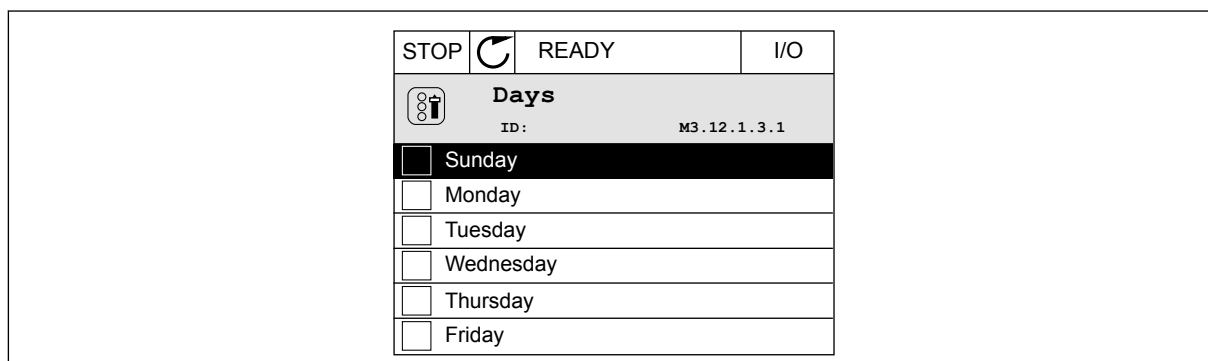 STOP READY I/O
Days
ID: M3.12.1.3.1
Sunday
Monday
Tuesday
Wednesday
Thursday
Friday